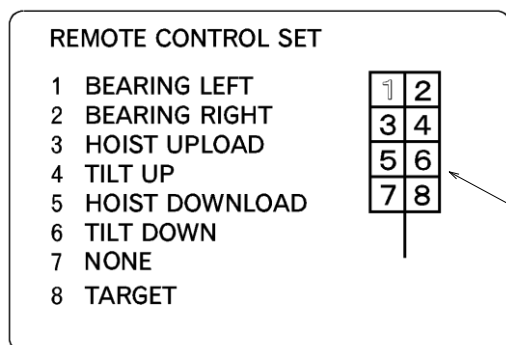 REMOTE CONTROL SET
1 BEARING LEFT
2 BEARING RIGHT
3 HOIST UPLOAD
4 TILT UP
5 HOIST DOWNLOAD
6 TILT DOWN
7 NONE
8 TARGET
1 2
3 4
5 6
7 8